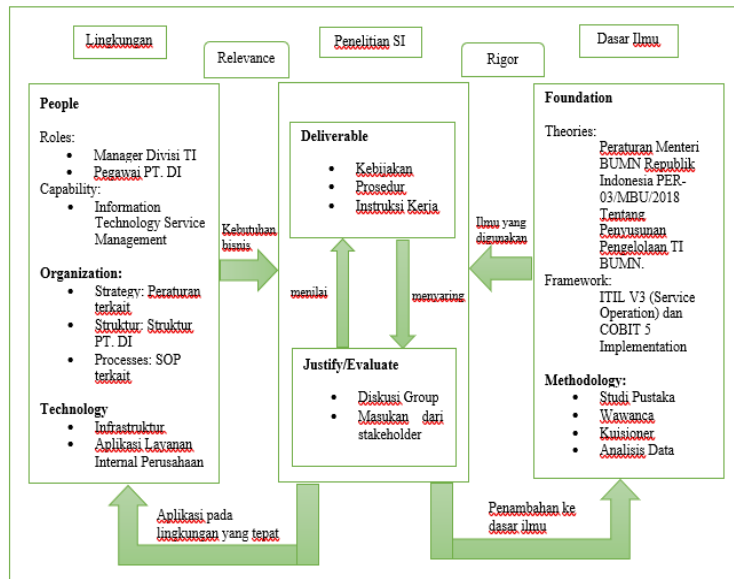 Lingkungan
Relevance
Penelitian SI
Rigor
Dasar Ilmu
People
Roles:
• Manager Divisi TI
• Pegawai PT. DI
Capability:
• Information
Technology Service
Management
Organization:
• Strategy: Peraturan
terkait
• Struktur: Struktur
PT. DI
• Processes: SOP
terkait
Technology
• Infrastruktur
• Aplikasi Layanan
Internal Perusahaan
Kebutuhan
bisnis
Deliverable
• Kebijakan
• Prosedur
• Instruksi Kerja
menilai
menyaring
Justify/Evaluate
• Diskusi Group
• Masukan dari
stakeholder
Ilmu yang
digunakan
Foundation
Theories:
Peraturan Menteri
BUMN Republik
Indonesia PER-
03/MBU/2018
Tentang
Penyusunan
Pengelolaan TI
BUMN.
Framework:
ITIL V3 (Service
Operation) dan
COBIT 5
Implementation
Methodology:
• Studi Pustaka
• Wawanca
• Kuisioner
• Analisis Data
Aplikasi pada
lingkungan yang tepat
Penambahan ke
dasar ilmu